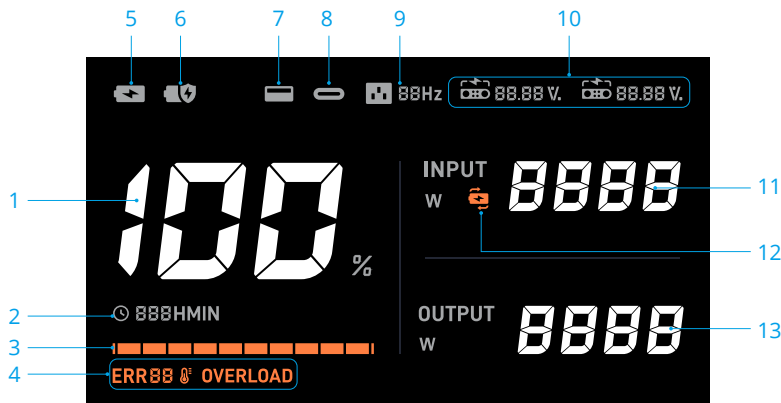 5 6 7 8 9 10
88Hz 88.88 V. 88.88 V.
1 100 %
INPUT
W 8888 11
12
2 888HMIN
3
4 ERR88 OVERLOAD
OUTPUT
W 8888 13